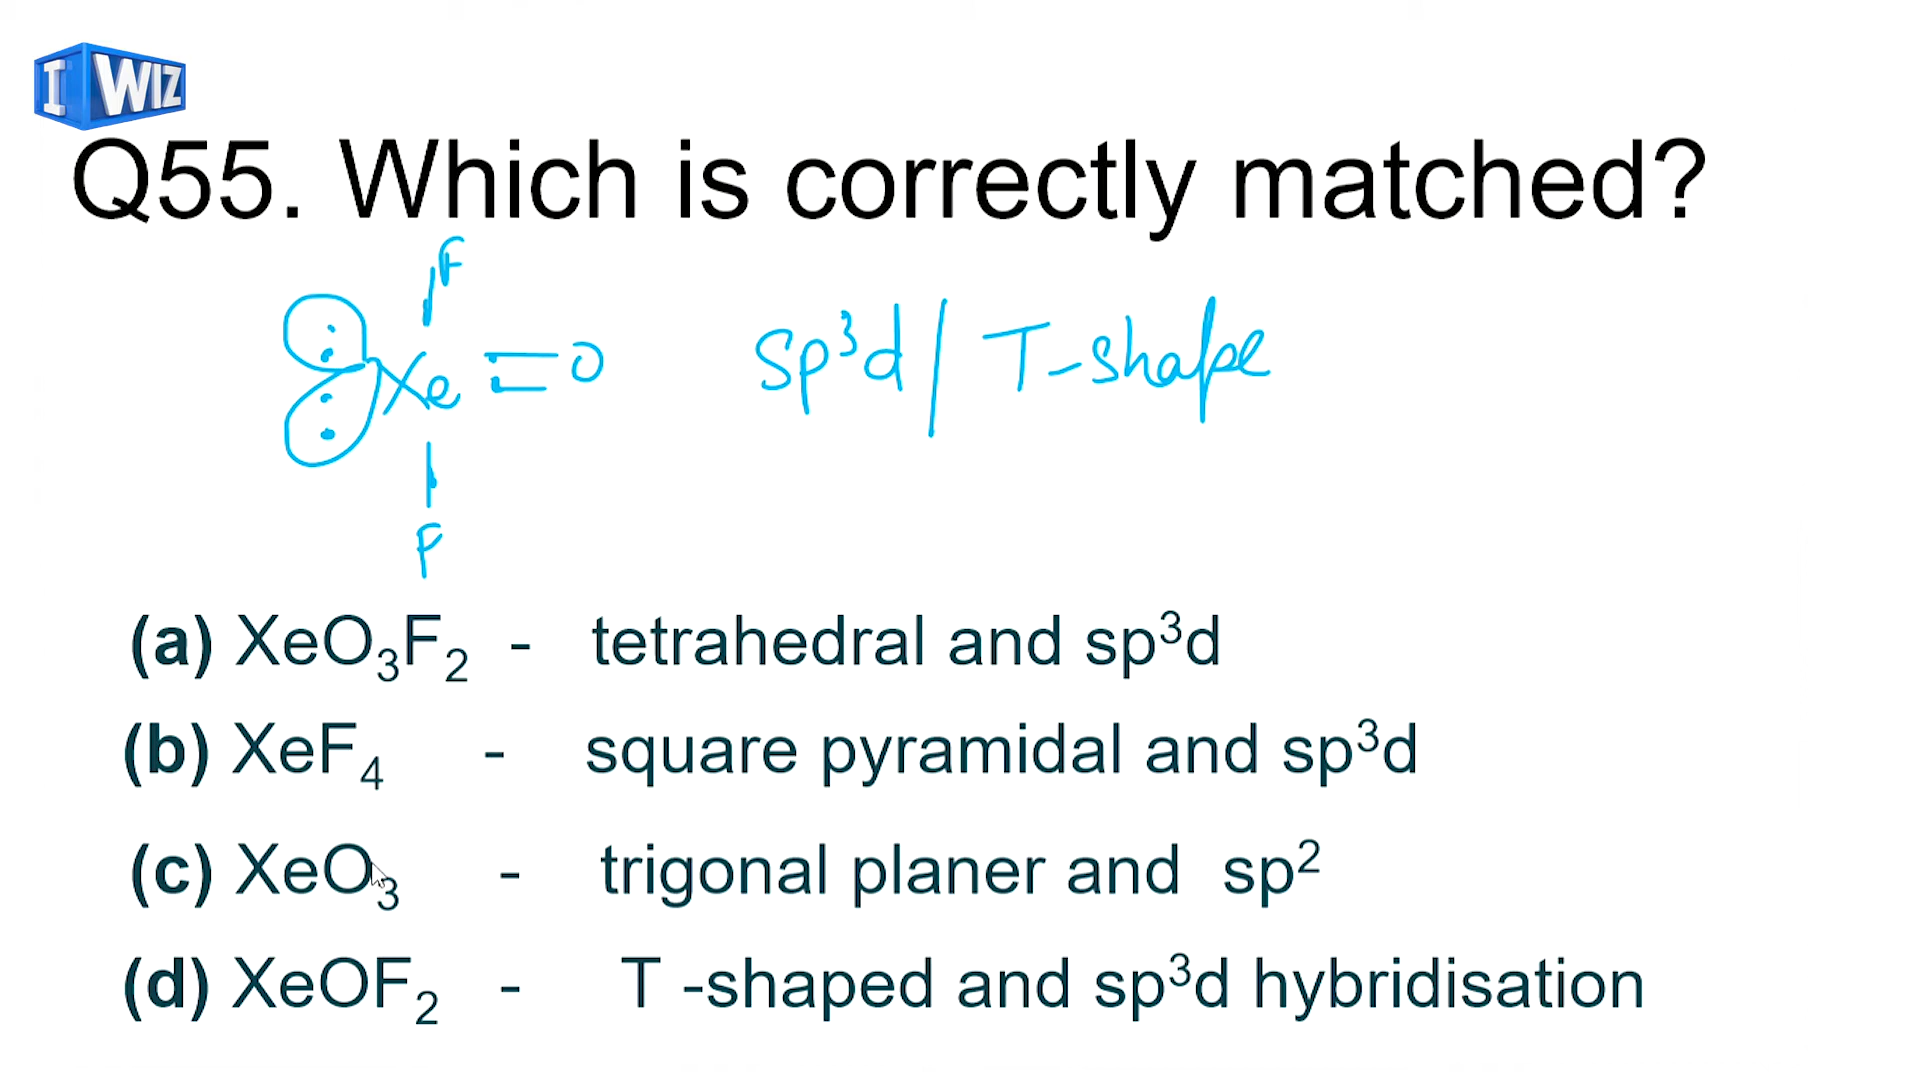 I WIZ
Q55. Which is correctly matched?
F
Xe = O sp³d / T-shape
F
(a) XeO₃F₂ - tetrahedral and sp³d
(b) XeF₄ - square pyramidal and sp³d
(c) XeO₃ - trigonal planer and sp²
(d) XeOF₂ - T -shaped and sp³d hybridisation